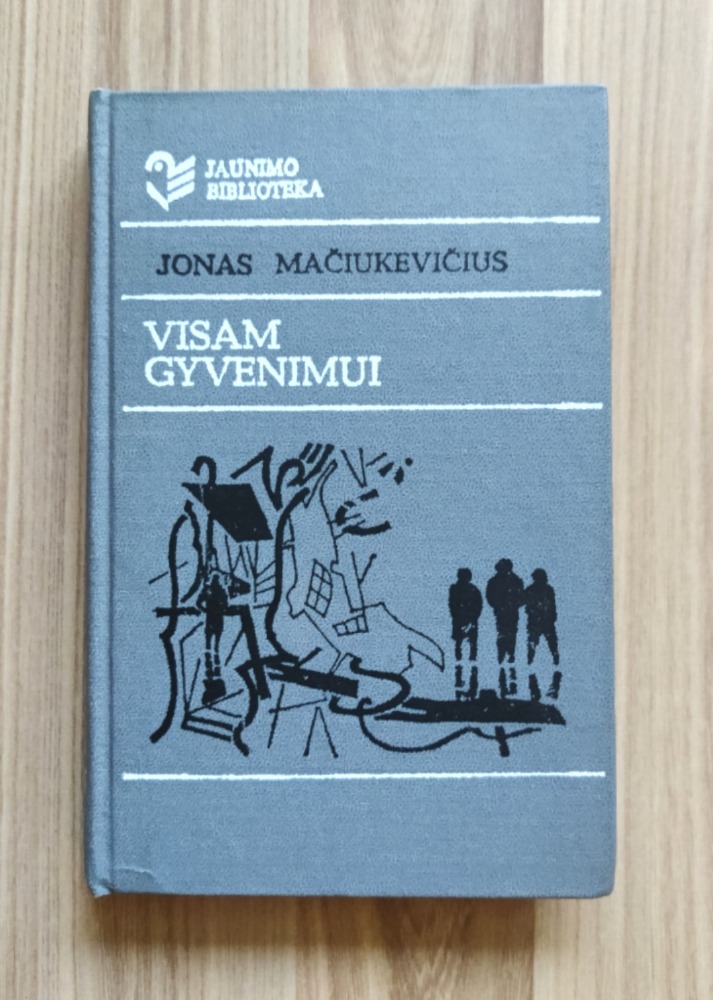 JAUNIMO
BIBLIOTEKA
JONAS MAČIUKEVIČIUS
VISAM
GYVENIMUI